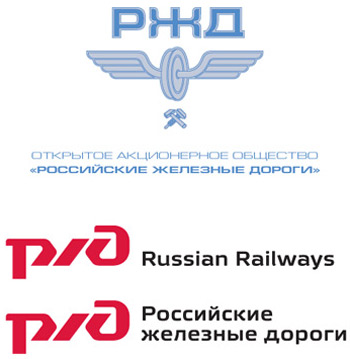 РЖД
ОТКРЫТОЕ АКЦИОНЕРНОЕ ОБЩЕСТВО
«РОССИЙСКИЕ ЖЕЛЕЗНЫЕ ДОРОГИ»
ржд Russian Railways
ржд Российские
железные дороги